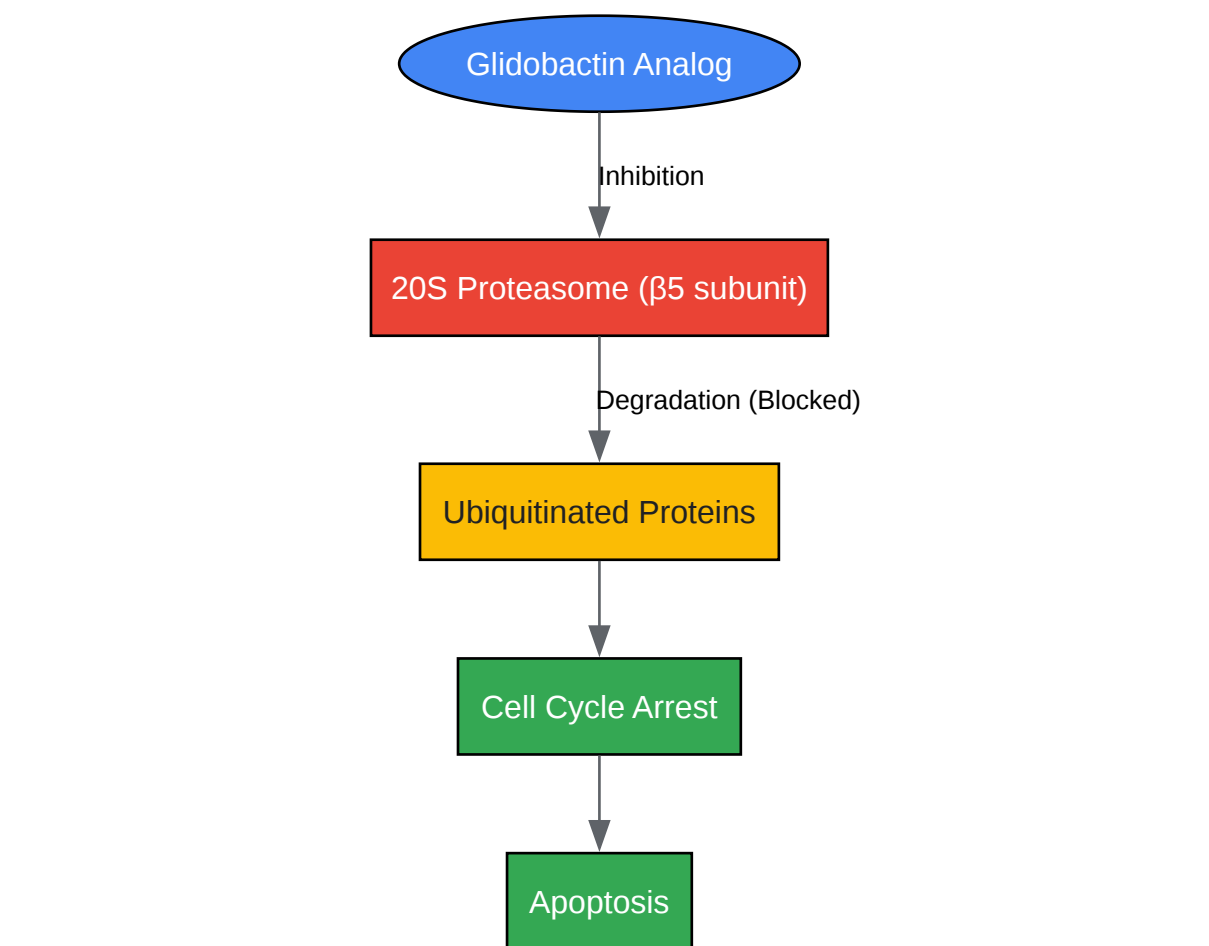 Glidobactin Analog
Inhibition
20S Proteasome (β5 subunit)
Degradation (Blocked)
Ubiquitinated Proteins
Cell Cycle Arrest
Apoptosis